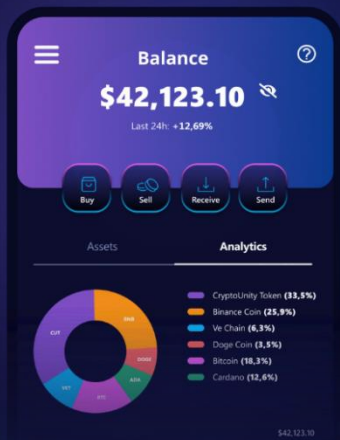 Balance
$42,123.10
Last 24h: +12,69%
Buy
Sell
Receive
Send
Assets
Analytics
CryptoUnity Token (33,5%)
Binance Coin (25,9%)
Ve Chain (6,3%)
Doge Coin (3,5%)
Bitcoin (18,3%)
Cardano (12,6%)
CUT
BNB
DOGE
ADA
BTC
VET
$42,123.10